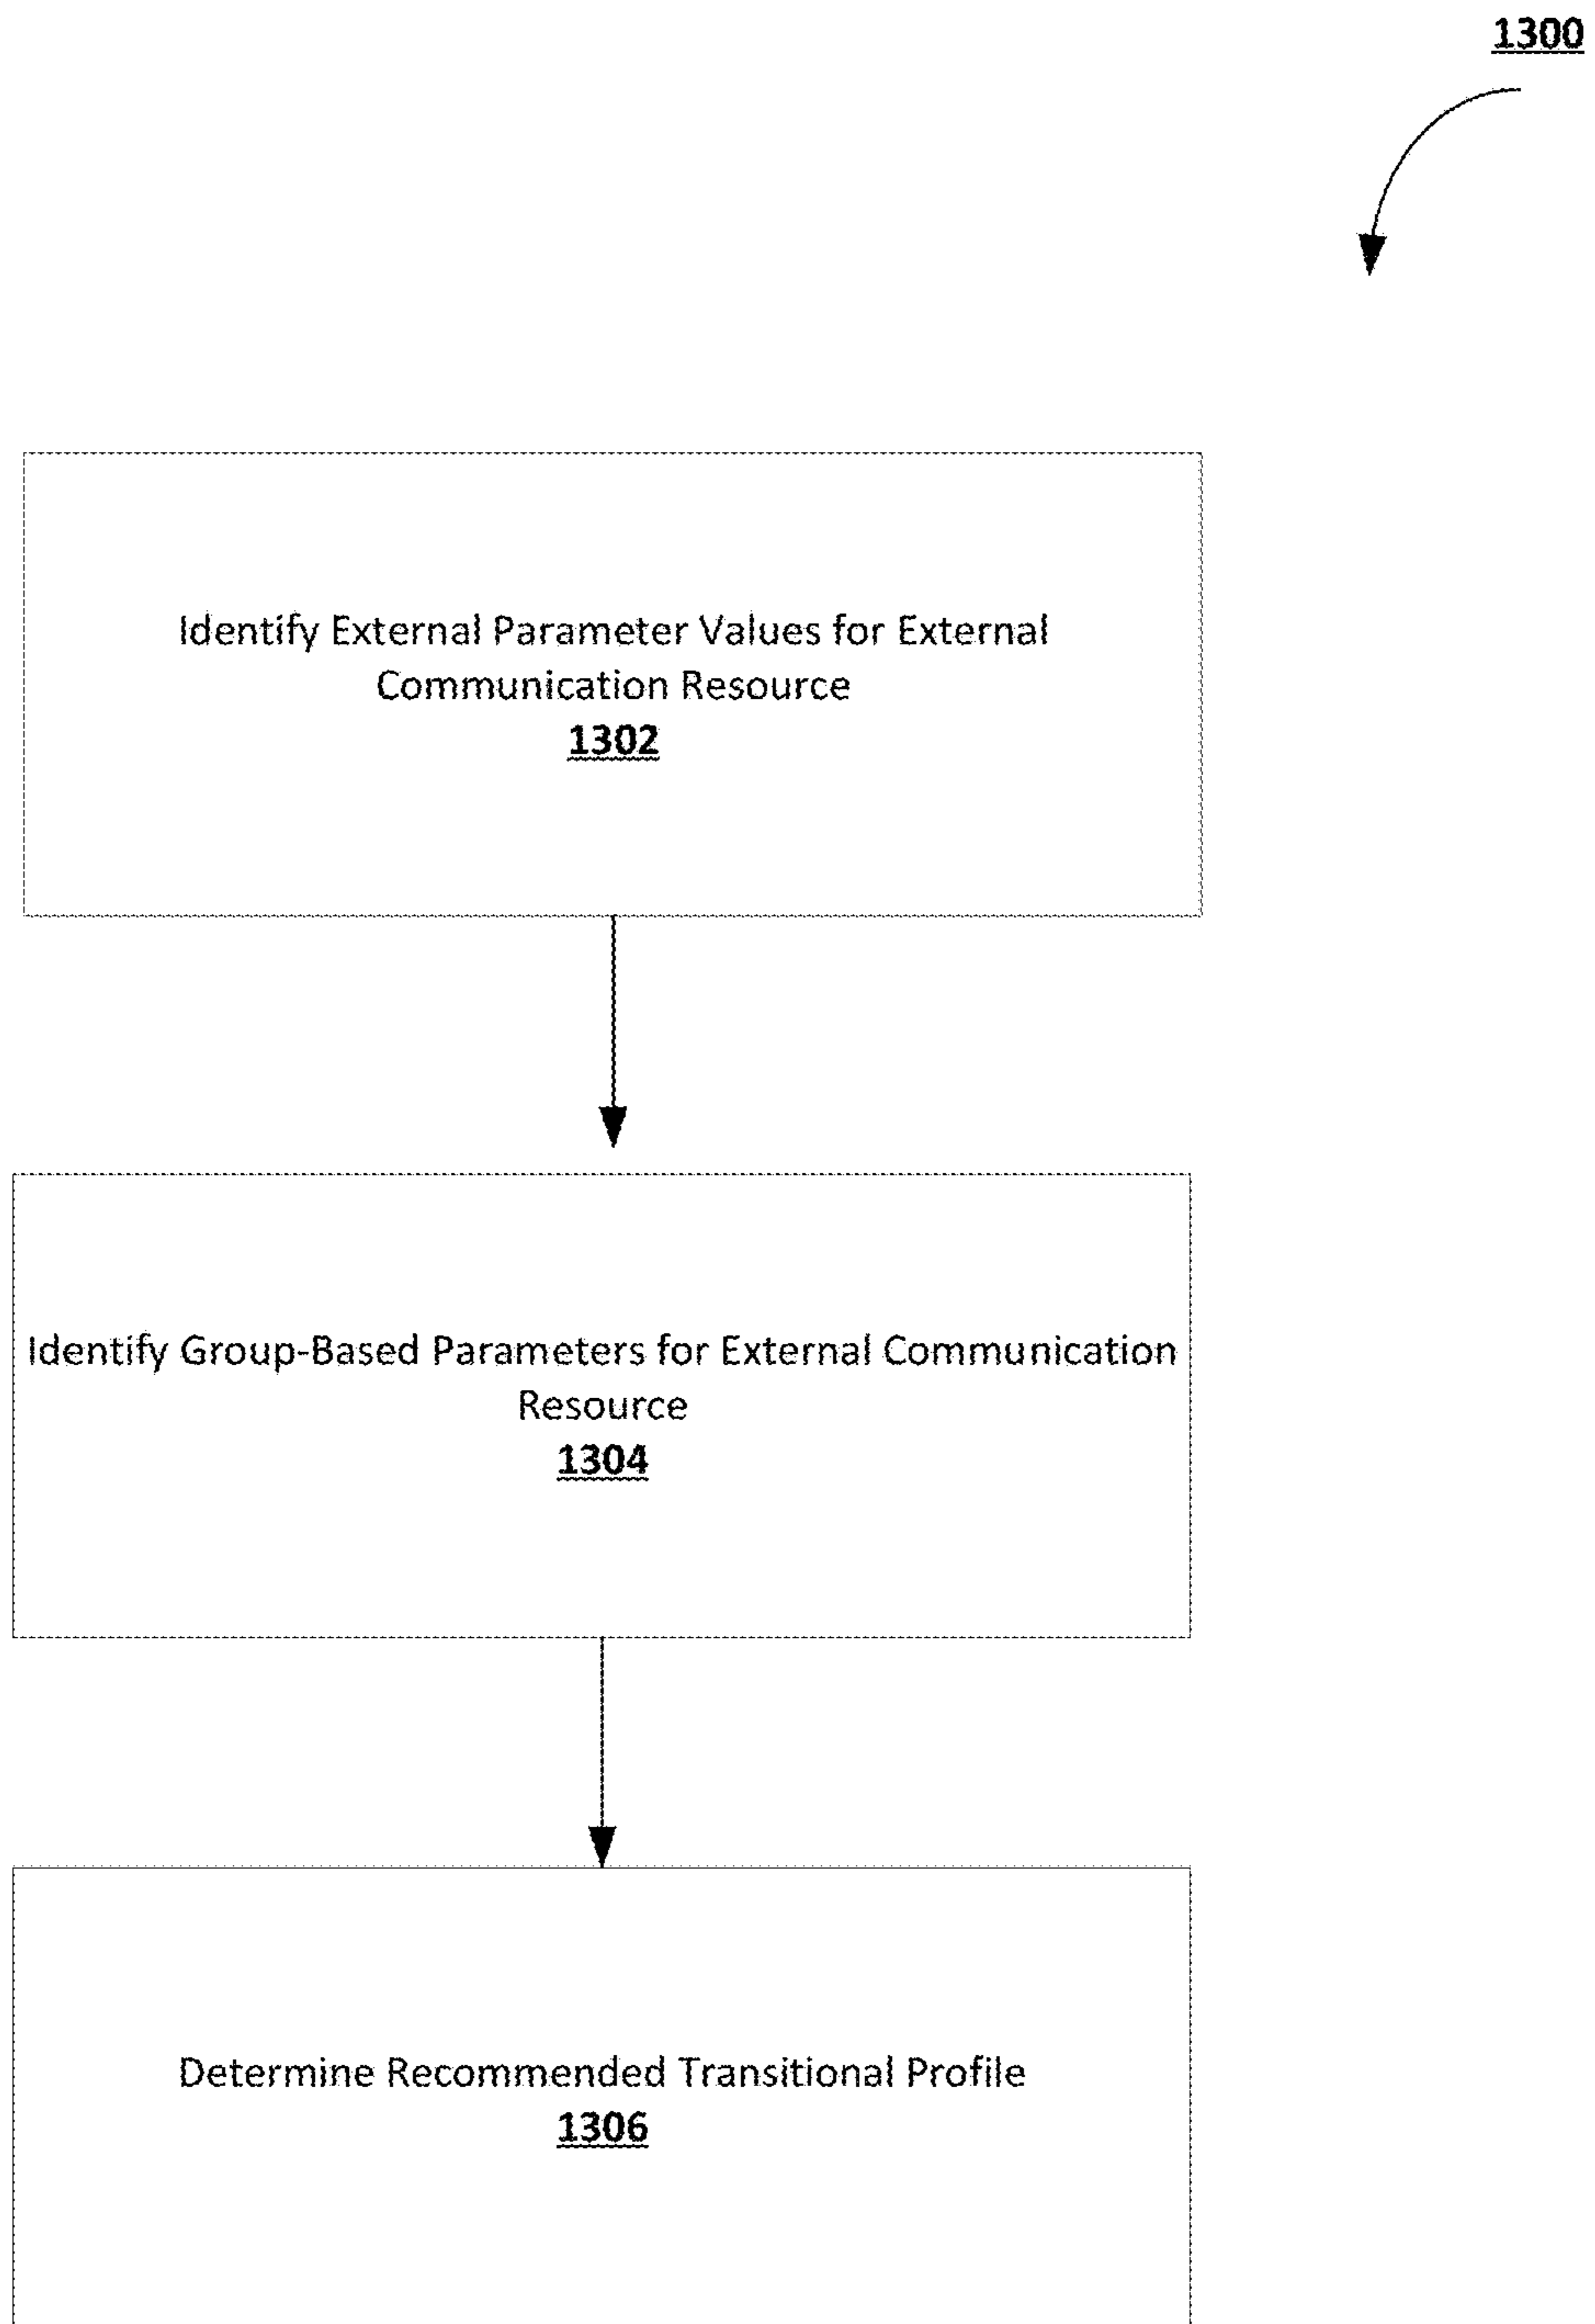 1300
Identify External Parameter Values for External
Communication Resource
1302
Identify Group-Based Parameters for External Communication
Resource
1304
Determine Recommended Transitional Profile
1306